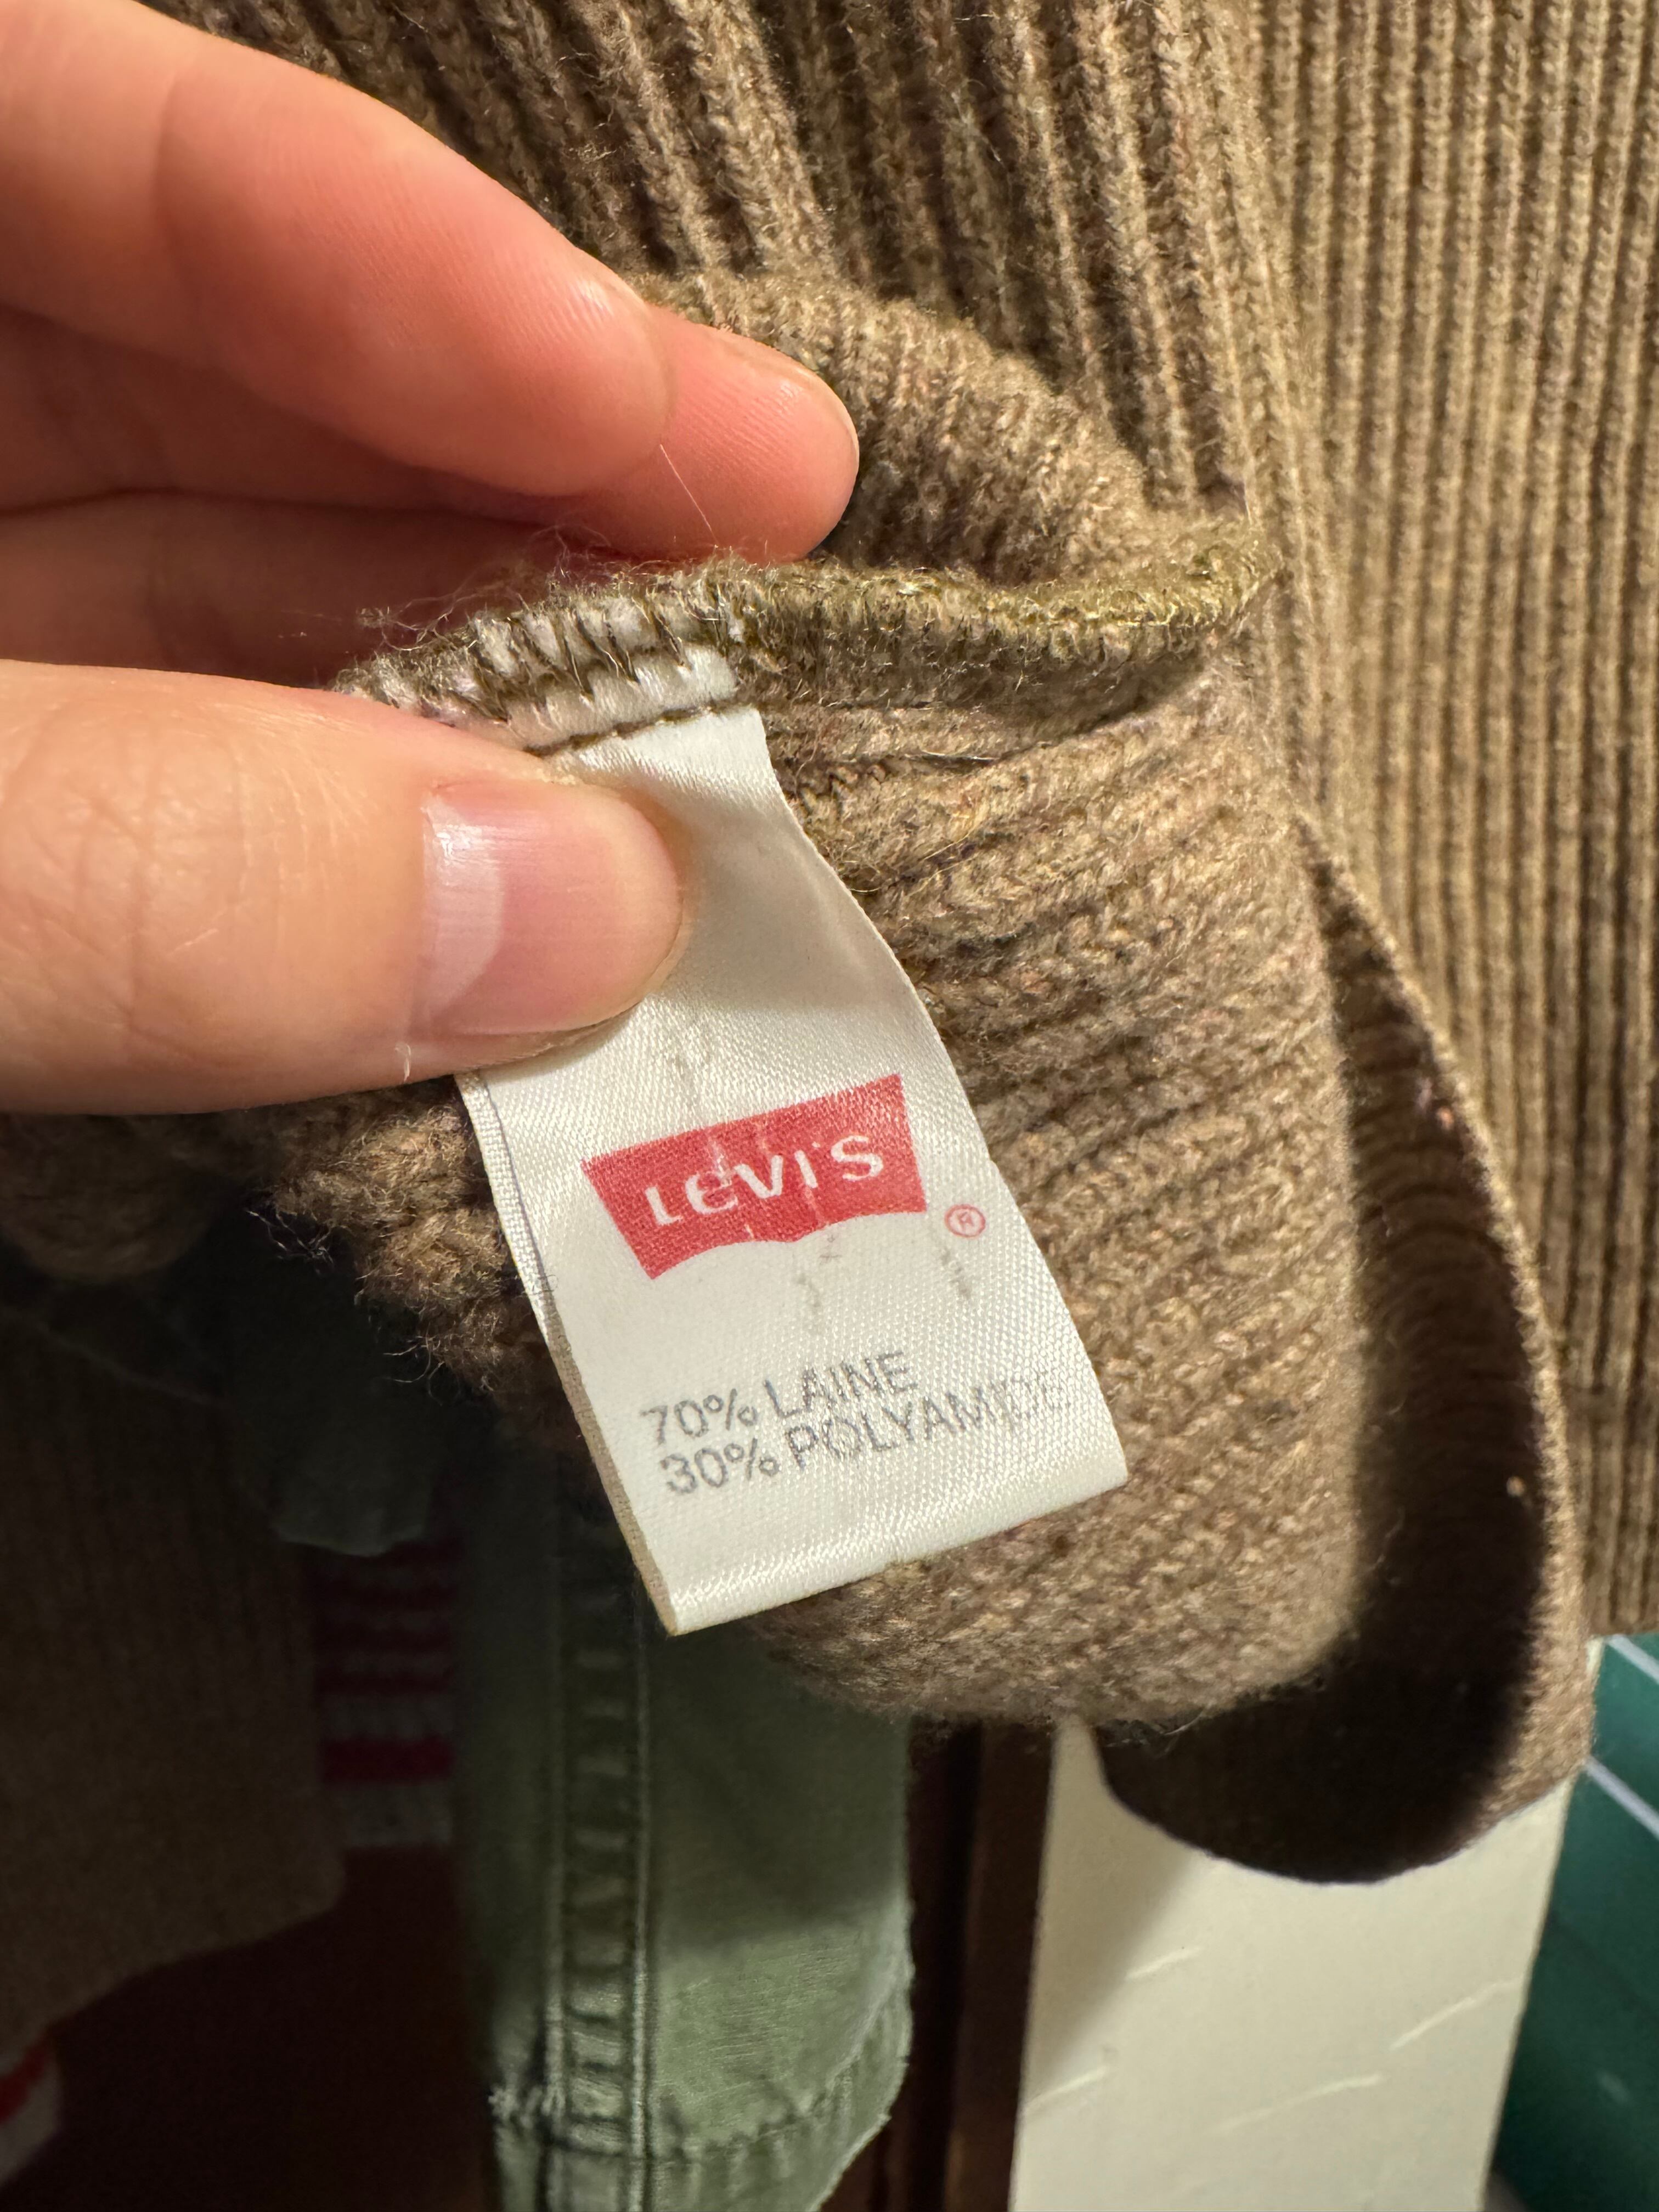 Levi's
®
70% LAINE
30% POLYAMIDE